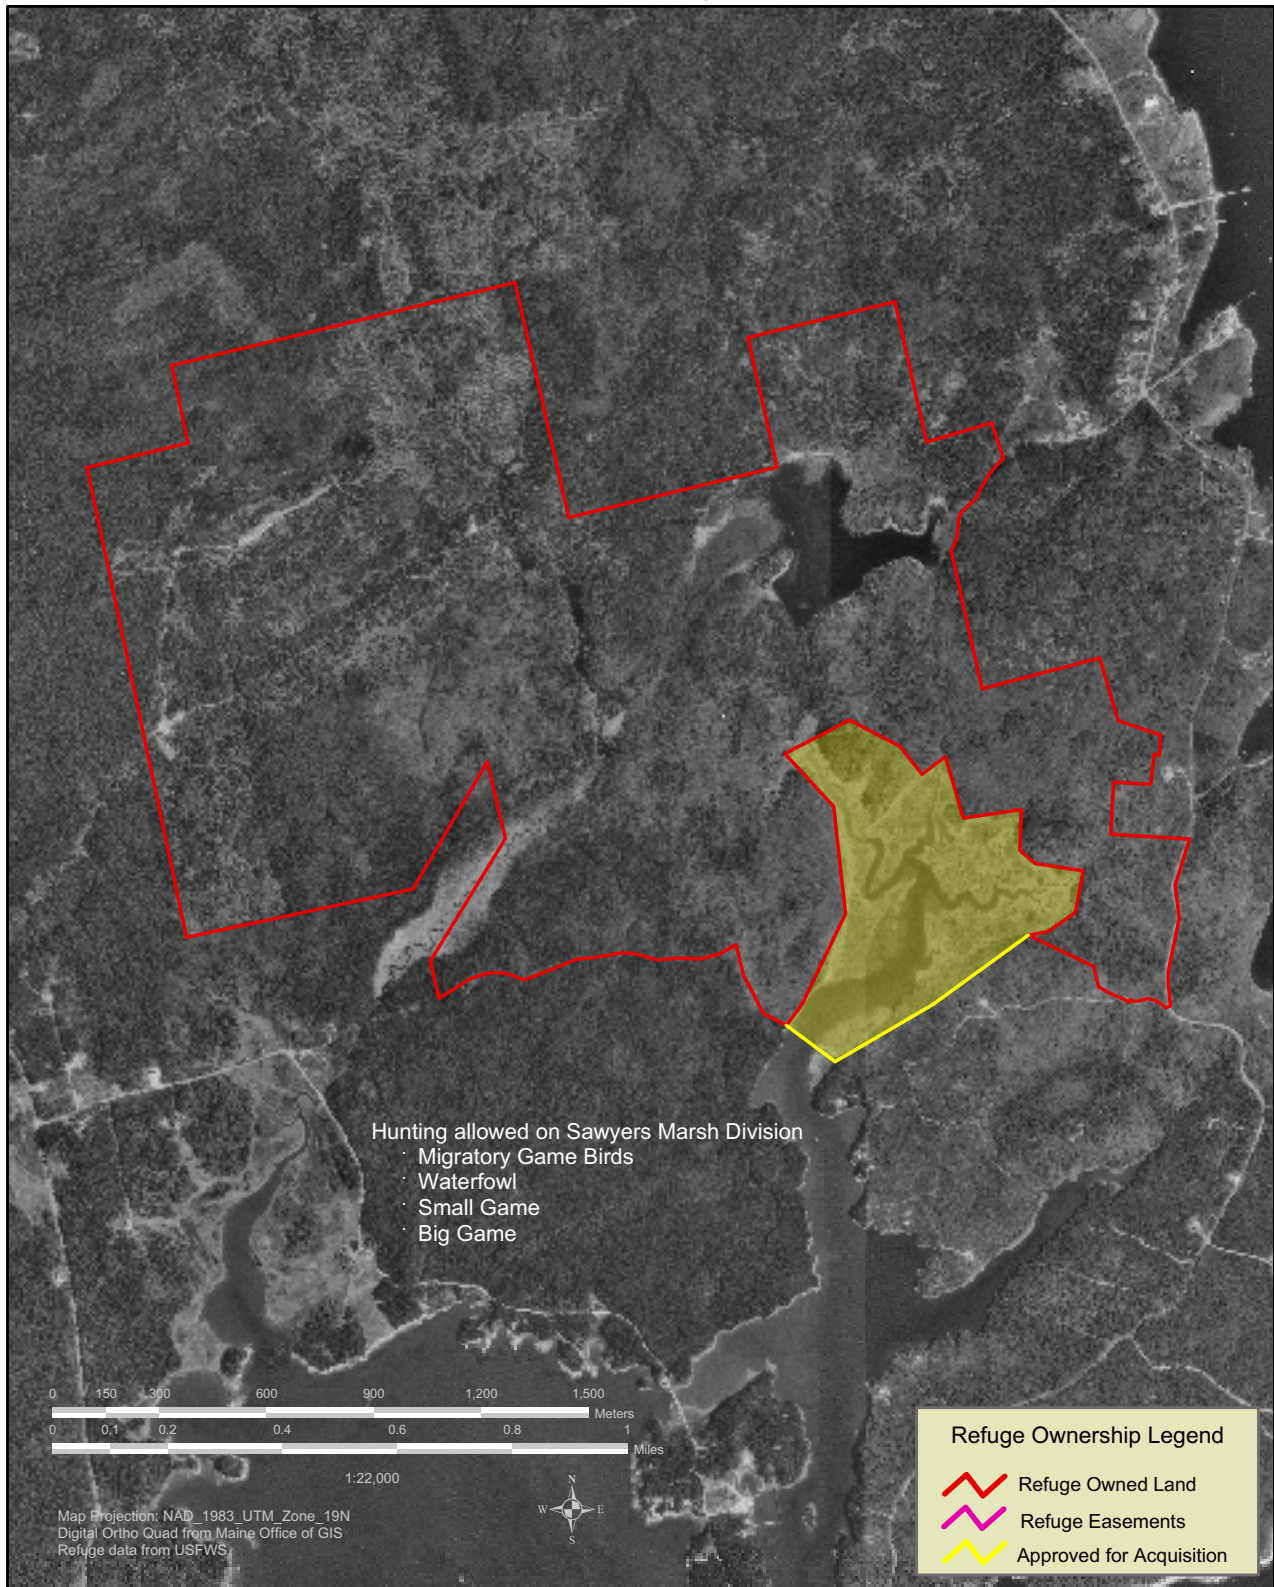 Hunting allowed on Sawyers Marsh Division
· Migratory Game Birds
· Waterfowl
· Small Game
· Big Game
0 150 300 600 900 1,200 1,500
Meters
0 0.1 0.2 0.4 0.6 0.8 1
Miles
1:22,000
N
W E
S
Map Projection: NAD_1983_UTM_Zone_19N
Digital Ortho Quad from Maine Office of GIS
Refuge data from USFWS
Refuge Ownership Legend
Refuge Owned Land
Refuge Easements
Approved for Acquisition